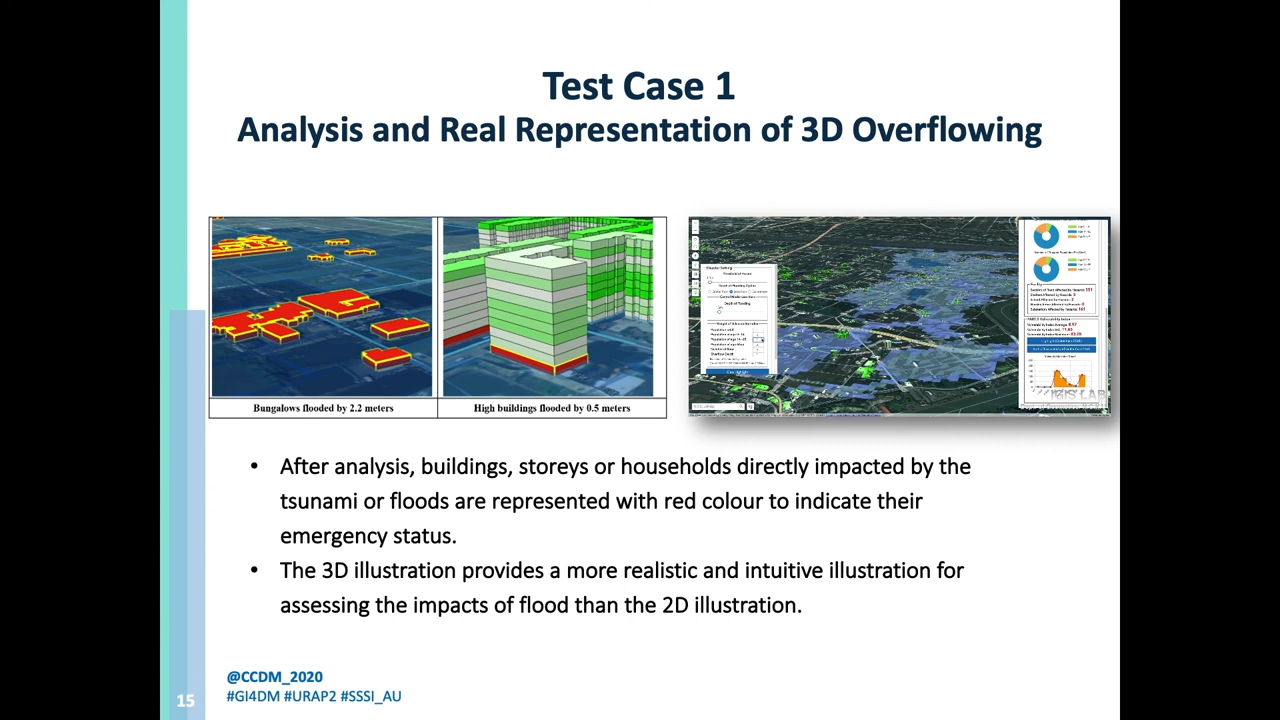 Test Case 1
Analysis and Real Representation of 3D Overflowing
Bungalows flooded by 2.2 meters
High buildings flooded by 0.5 meters
IGIS LAB
• After analysis, buildings, storeys or households directly impacted by the
tsunami or floods are represented with red colour to indicate their
emergency status.
• The 3D illustration provides a more realistic and intuitive illustration for
assessing the impacts of flood than the 2D illustration.
@CCDM_2020
#GI4DM #URAP2 #SSSI_AU
15